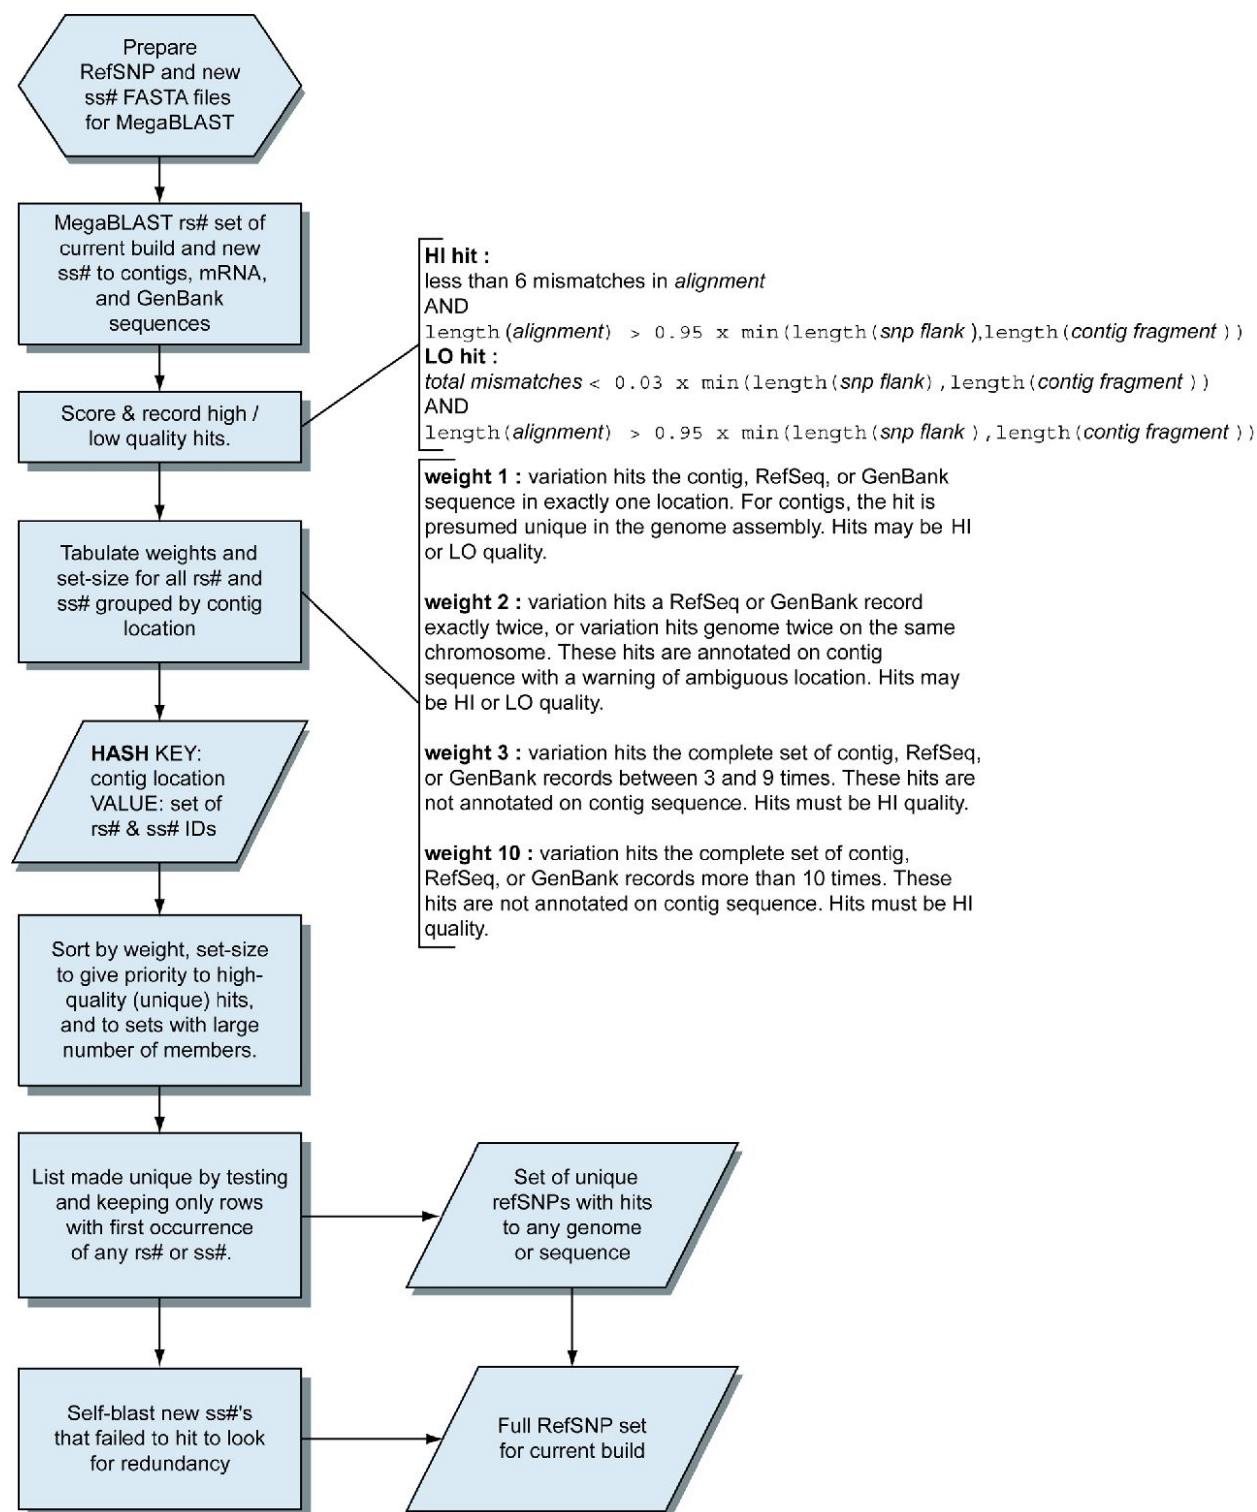 Prepare
RefSNP and new
ss# FASTA files
for MegaBLAST
MegaBLAST rs# set of
current build and new
ss# to contigs, mRNA,
and GenBank
sequences
Score & record high /
low quality hits.
HI hit :
less than 6 mismatches in alignment
AND
length(alignment) > 0.95 x min(length(snp flank ),length(contig fragment ))
LO hit :
total mismatches < 0.03 x min(length(snp flank),length(contig fragment ))
AND
length(alignment) > 0.95 x min(length(snp flank ),length(contig fragment ))
Tabulate weights and
set-size for all rs# and
ss# grouped by contig
location
weight 1 : variation hits the contig, RefSeq, or GenBank
sequence in exactly one location. For contigs, the hit is
presumed unique in the genome assembly. Hits may be HI
or LO quality.
weight 2 : variation hits a RefSeq or GenBank record
exactly twice, or variation hits genome twice on the same
chromosome. These hits are annotated on contig
sequence with a warning of ambiguous location. Hits may
be HI or LO quality.
weight 3 : variation hits the complete set of contig, RefSeq,
or GenBank records between 3 and 9 times. These hits are
not annotated on contig sequence. Hits must be HI quality.
weight 10 : variation hits the complete set of contig,
RefSeq, or GenBank records more than 10 times. These
hits are not annotated on contig sequence. Hits must be HI
quality.
HASH KEY:
contig location
VALUE: set of
rs# & ss# IDs
Sort by weight, set-size
to give priority to high-
quality (unique) hits,
and to sets with large
number of members.
List made unique by testing
and keeping only rows
with first occurrence
of any rs# or ss#.
Set of unique
refSNPs with hits
to any genome
or sequence
Self-blast new ss#'s
that failed to hit to look
for redundancy
Full RefSNP set
for current build